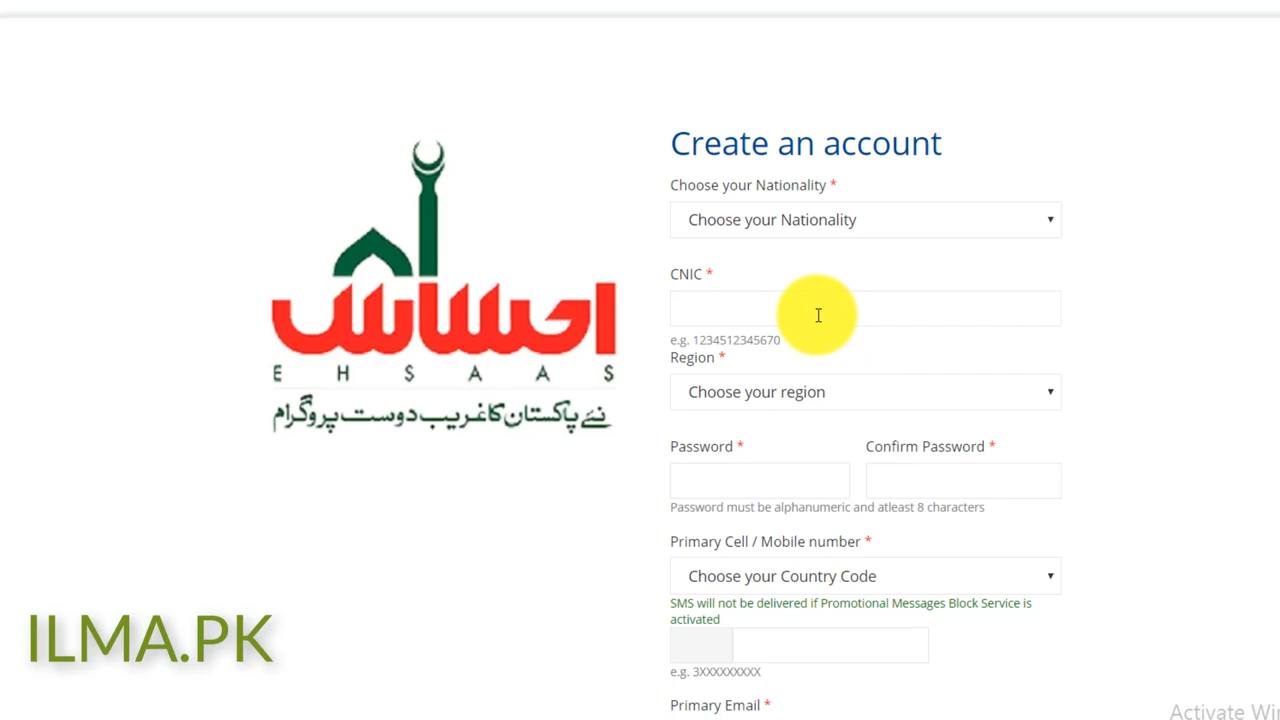 احساس
EHSAAS
نئے پاکستان کا غریب دوست پروگرام
Create an account
Choose your Nationality *
Choose your Nationality
CNIC *
e.g. 1234512345670
Region *
Choose your region
Password * Confirm Password *
Password must be alphanumeric and atleast 8 characters
Primary Cell / Mobile number *
Choose your Country Code
SMS will not be delivered if Promotional Messages Block Service is
activated
e.g. 3XXXXXXXXX
Primary Email *
ILMA.PK
Activate Win